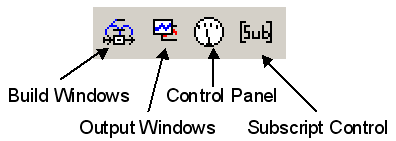 [Sub]
Build Windows
Control Panel
Output Windows
Subscript Control